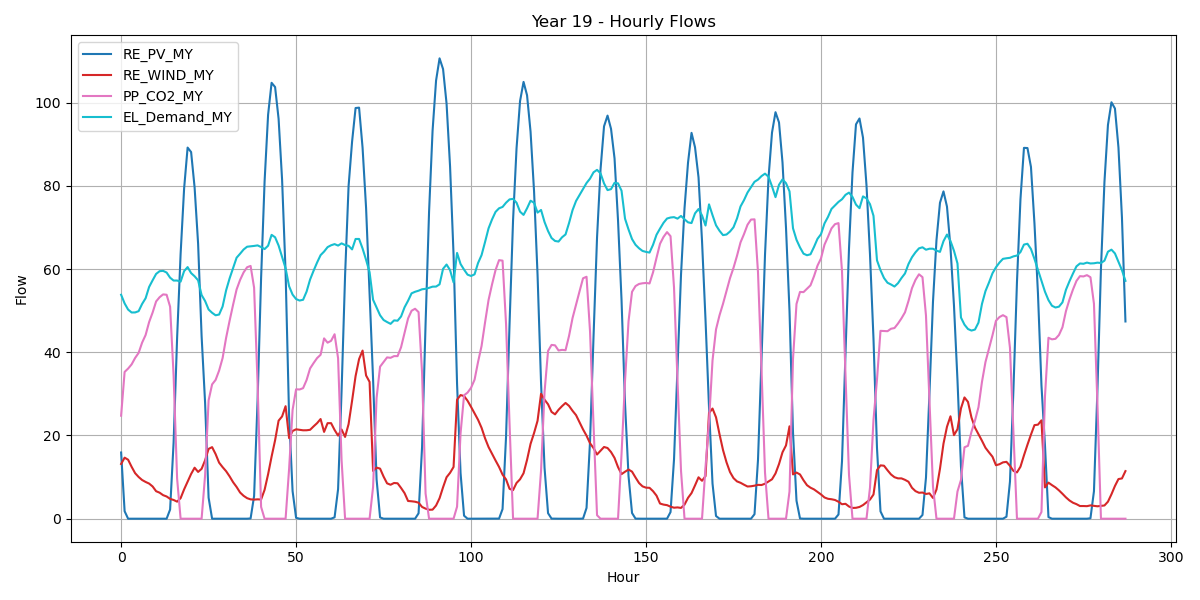 Year 19 - Hourly Flows
RE_PV_MY
RE_WIND_MY
PP_CO2_MY
EL_Demand_MY
Flow
100
80
60
40
20
0
0 50 100 150 200 250 300
Hour